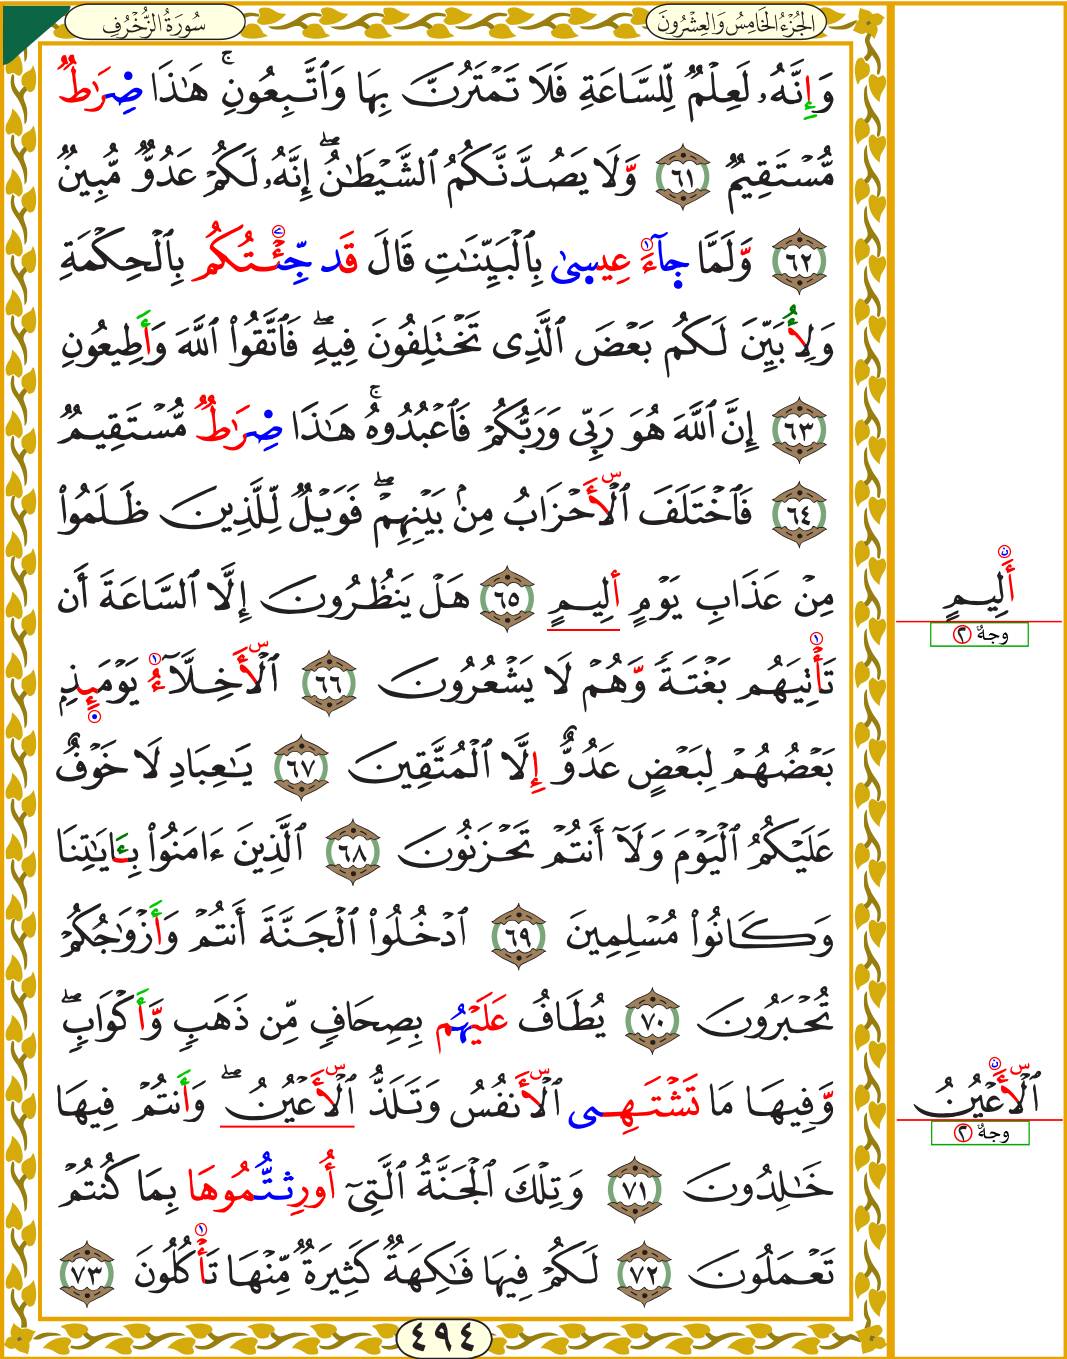 سُورَةُ الزُّخْرُفِ
الجُزْءُ الخَامِسُ وَالعِشْرُونَ
وَإِنَّهُۥ لَعِلْمٌ لِّلسَّاعَةِ فَلَا تَمْتَرُنَّ بِهَا وَٱتَّبِعُونِۚ هَٰذَا صِرَٰطٌ
مُّسْتَقِيمٌ ٦١ وَلَا يَصُدَّنَّكُمُ ٱلشَّيْطَٰنُۖ إِنَّهُۥ لَكُمْ عَدُوٌّ مُّبِينٌ
٦٢ وَلَمَّا جَآءَ عِيسَىٰ بِٱلْبَيِّنَٰتِ قَالَ قَد جِّئْتُكُم بِٱلْحِكْمَةِ
وَلِأُبَيِّنَ لَكُم بَعْضَ ٱلَّذِى تَخْتَلِفُونَ فِيهِۖ فَٱتَّقُوا۟ ٱللَّهَ وَأَطِيعُونِ
٦٣ إِنَّ ٱللَّهَ هُوَ رَبِّى وَرَبُّكُمْ فَٱعْبُدُوهُۚ هَٰذَا صِرَٰطٌ مُّسْتَقِيمٌ
٦٤ فَٱخْتَلَفَ ٱلْأَحْزَابُ مِنۢ بَيْنِهِمْۖ فَوَيْلٌ لِّلَّذِينَ ظَلَمُوا۟
مِنْ عَذَابِ يَوْمٍ أَلِيمٍ ٦٥ هَلْ يَنظُرُونَ إِلَّا ٱلسَّاعَةَ أَن
أَلِيمٍ
وجهٌ ٢
تَأْتِيَهُم بَغْتَةً وَهُمْ لَا يَشْعُرُونَ ٦٦ ٱلْأَخِلَّآءُ يَوْمَئِذٍ
بَعْضُهُمْ لِبَعْضٍ عَدُوٌّ إِلَّا ٱلْمُتَّقِينَ ٦٧ يَٰعِبَادِ لَا خَوْفٌ
عَلَيْكُمُ ٱلْيَوْمَ وَلَآ أَنتُمْ تَحْزَنُونَ ٦٨ ٱلَّذِينَ ءَامَنُوا۟ بِـَٔايَٰتِنَا
وَكَانُوا۟ مُسْلِمِينَ ٦٩ ٱدْخُلُوا۟ ٱلْجَنَّةَ أَنتُمْ وَأَزْوَٰجُكُمْ
تُحْبَرُونَ ٧٠ يُطَافُ عَلَيْهُم بِصِحَافٍ مِّن ذَهَبٍ وَأَكْوَابٍۖ
وَفِيهَا مَا تَشْتَهِى ٱلْأَنفُسُ وَتَلَذُّ ٱلْأَعْيُنُۖ وَأَنتُمْ فِيهَا
ٱلْأَعْيُنُ
وجهٌ ٢
خَٰلِدُونَ ٧١ وَتِلْكَ ٱلْجَنَّةُ ٱلَّتِىٓ أُورِثتُّمُوهَا بِمَا كُنتُمْ
تَعْمَلُونَ ٧٢ لَكُمْ فِيهَا فَٰكِهَةٌ كَثِيرَةٌ مِّنْهَا تَأْكُلُونَ ٧٣
٤٩٤